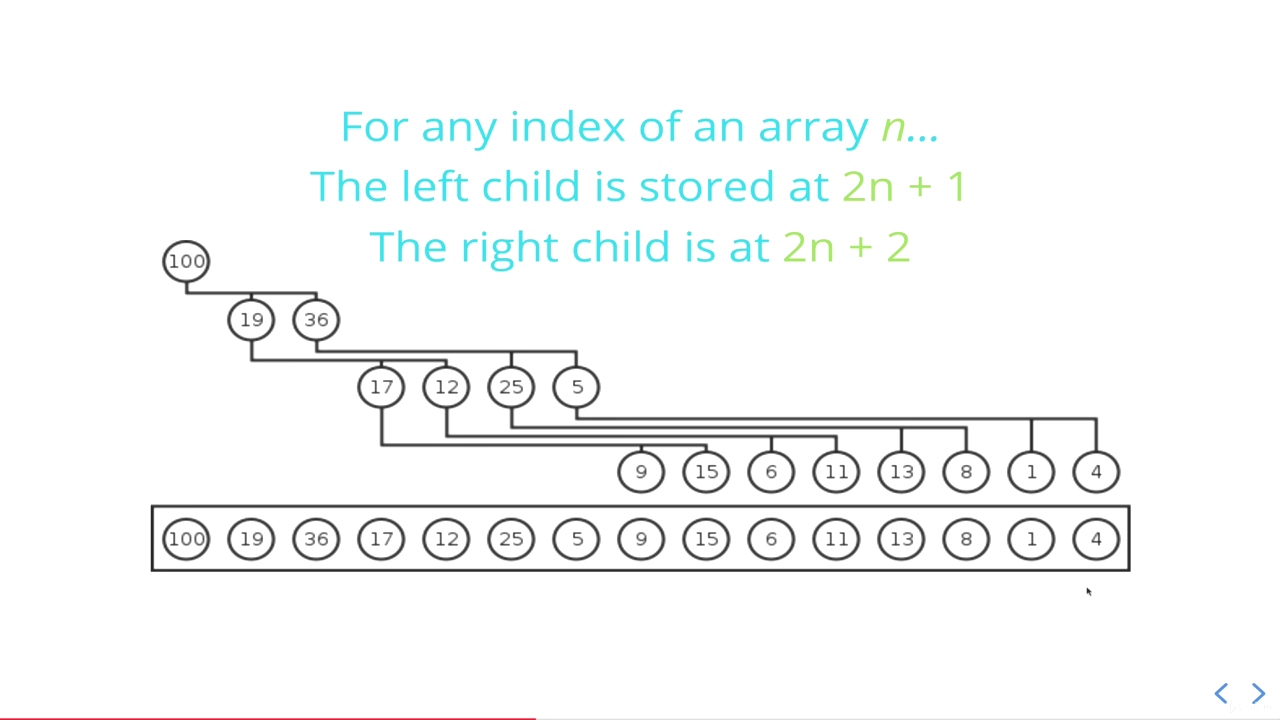 For any index of an array n...
The left child is stored at 2n + 1
The right child is at 2n + 2
100
19 36
17 12 25 5
9 15 6 11 13 8 1 4
100 19 36 17 12 25 5 9 15 6 11 13 8 1 4